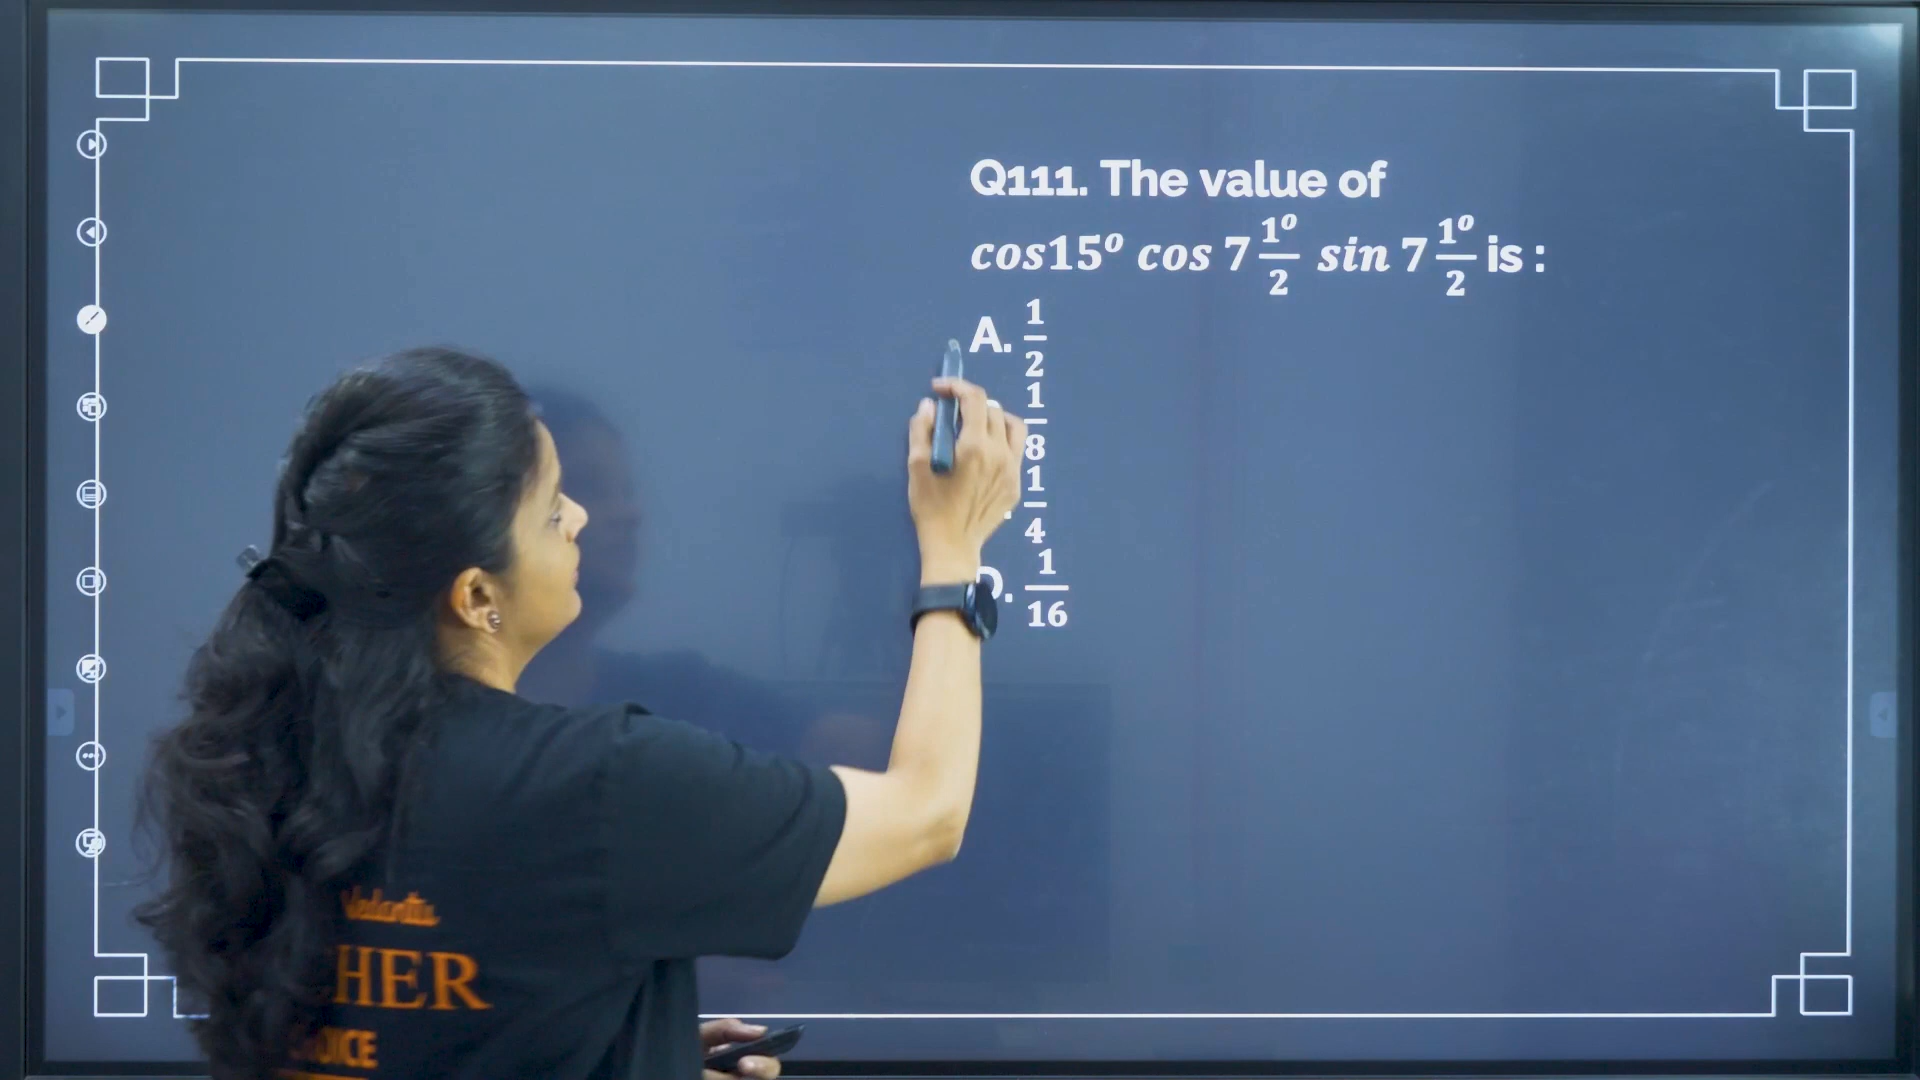 Q111. The value of
cos15° cos 7 1°/2 sin 7 1°/2 is :
A. 1/2
1/8
. 1/4
D. 1/16
Vedantu
HER